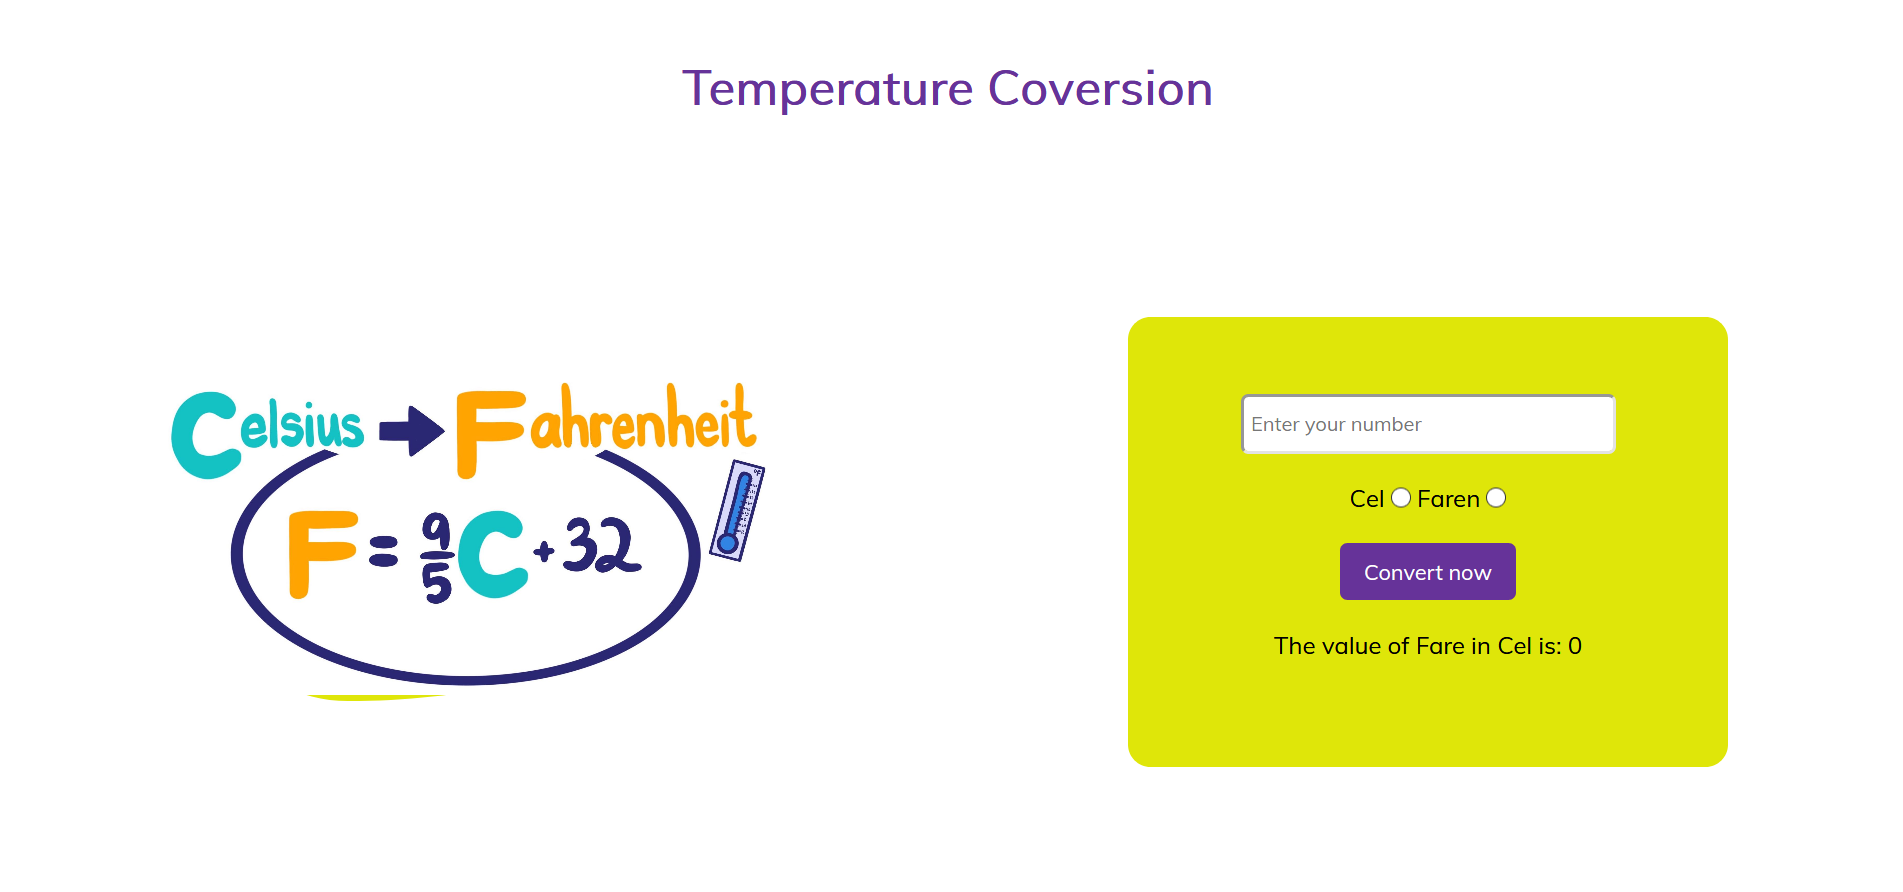 Temperature Coversion
Celsius Fahrenheit
°F
F = 9/5 C + 32
Enter your number
Cel Faren
Convert now
The value of Fare in Cel is: 0